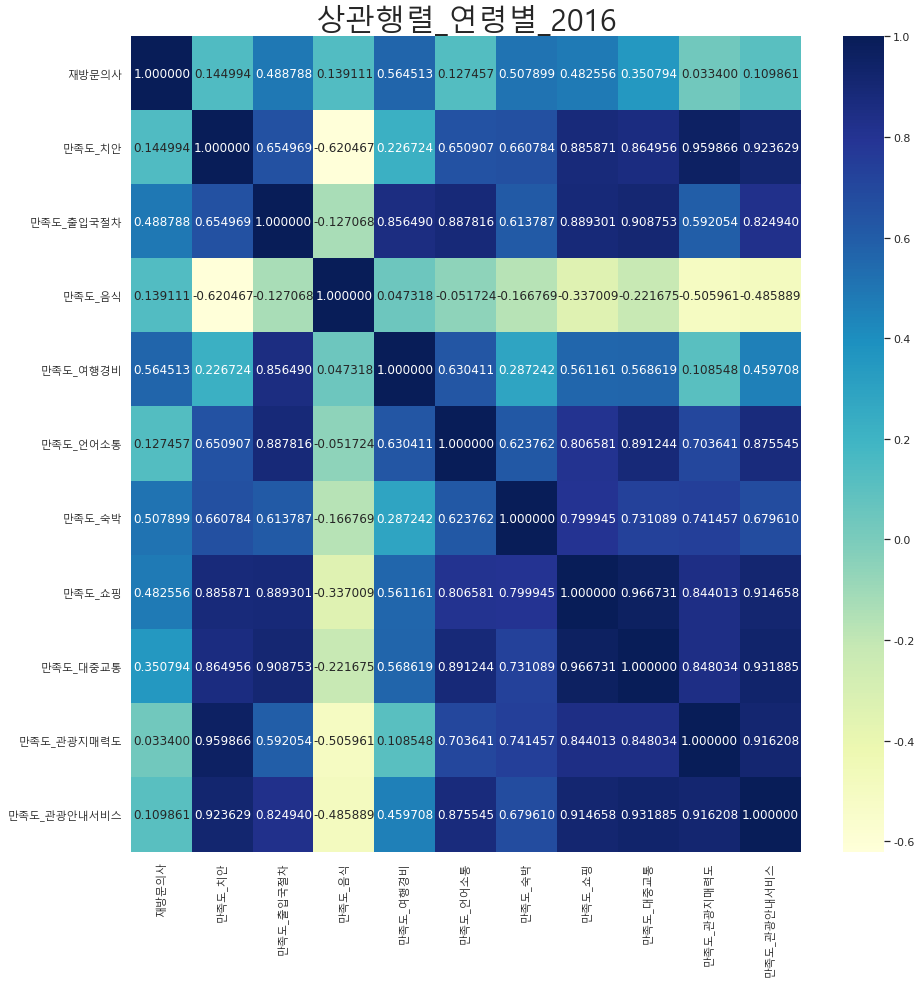 상관행렬_연령별_2016
재방문의사 1.000000 0.144994 0.488788 0.139111 0.564513 0.127457 0.507899 0.482556 0.350794 0.033400 0.109861
만족도_치안 0.144994 1.000000 0.654969 -0.620467 0.226724 0.650907 0.660784 0.885871 0.864956 0.959866 0.923629
만족도_출입국절차 0.488788 0.654969 1.000000 -0.127068 0.856490 0.887816 0.613787 0.889301 0.908753 0.592054 0.824940
만족도_음식 0.139111 -0.620467 -0.127068 1.000000 0.047318 -0.051724 -0.166769 -0.337009 -0.221675 -0.505961 -0.485889
만족도_여행경비 0.564513 0.226724 0.856490 0.047318 1.000000 0.630411 0.287242 0.561161 0.568619 0.108548 0.459708
만족도_언어소통 0.127457 0.650907 0.887816 -0.051724 0.630411 1.000000 0.623762 0.806581 0.891244 0.703641 0.875545
만족도_숙박 0.507899 0.660784 0.613787 -0.166769 0.287242 0.623762 1.000000 0.799945 0.731089 0.741457 0.679610
만족도_쇼핑 0.482556 0.885871 0.889301 -0.337009 0.561161 0.806581 0.799945 1.000000 0.966731 0.844013 0.914658
만족도_대중교통 0.350794 0.864956 0.908753 -0.221675 0.568619 0.891244 0.731089 0.966731 1.000000 0.848034 0.931885
만족도_관광지매력도 0.033400 0.959866 0.592054 -0.505961 0.108548 0.703641 0.741457 0.844013 0.848034 1.000000 0.916208
만족도_관광안내서비스 0.109861 0.923629 0.824940 -0.485889 0.459708 0.875545 0.679610 0.914658 0.931885 0.916208 1.000000
재방문의사
만족도_치안
만족도_출입국절차
만족도_음식
만족도_여행경비
만족도_언어소통
만족도_숙박
만족도_쇼핑
만족도_대중교통
만족도_관광지매력도
만족도_관광안내서비스
1.0
0.8
0.6
0.4
0.2
0.0
-0.2
-0.4
-0.6